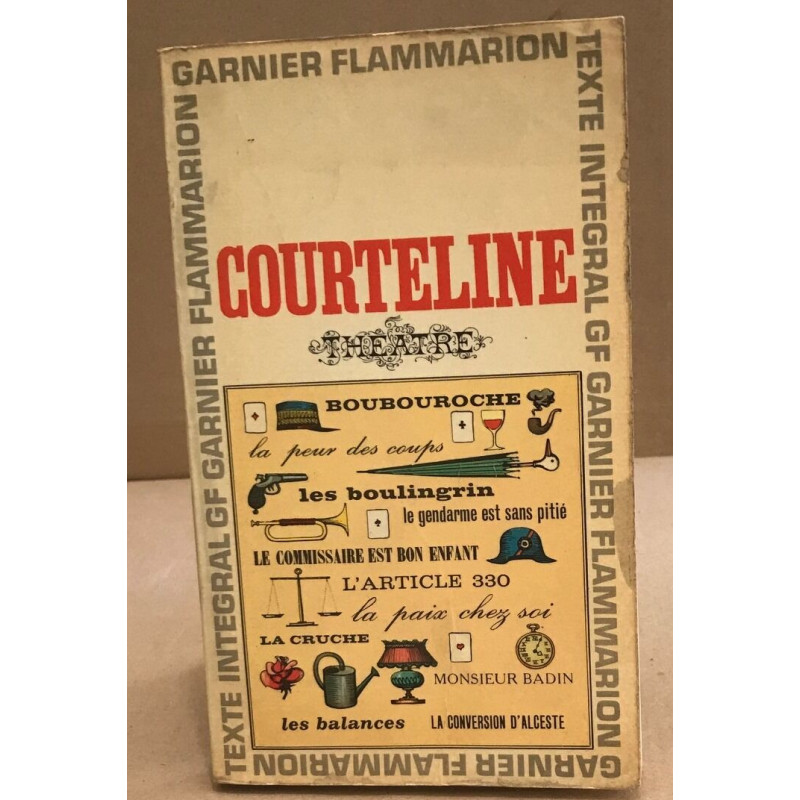 GARNIER FLAMMARION
TEXTE INTEGRAL GF GARNIER FLAMMARION
TEXTE INTEGRAL GF GARNIER FLAMMARION
COURTELINE
THÉATRE
BOUBOUROCHE
la peur des coups
les boulingrin
le gendarme est sans pitié
LE COMMISSAIRE EST BON ENFANT
L'ARTICLE 330
la paix chez soi
LA CRUCHE
MONSIEUR BADIN
les balances
LA CONVERSION D'ALCESTE
GARNIER FLAMMARION